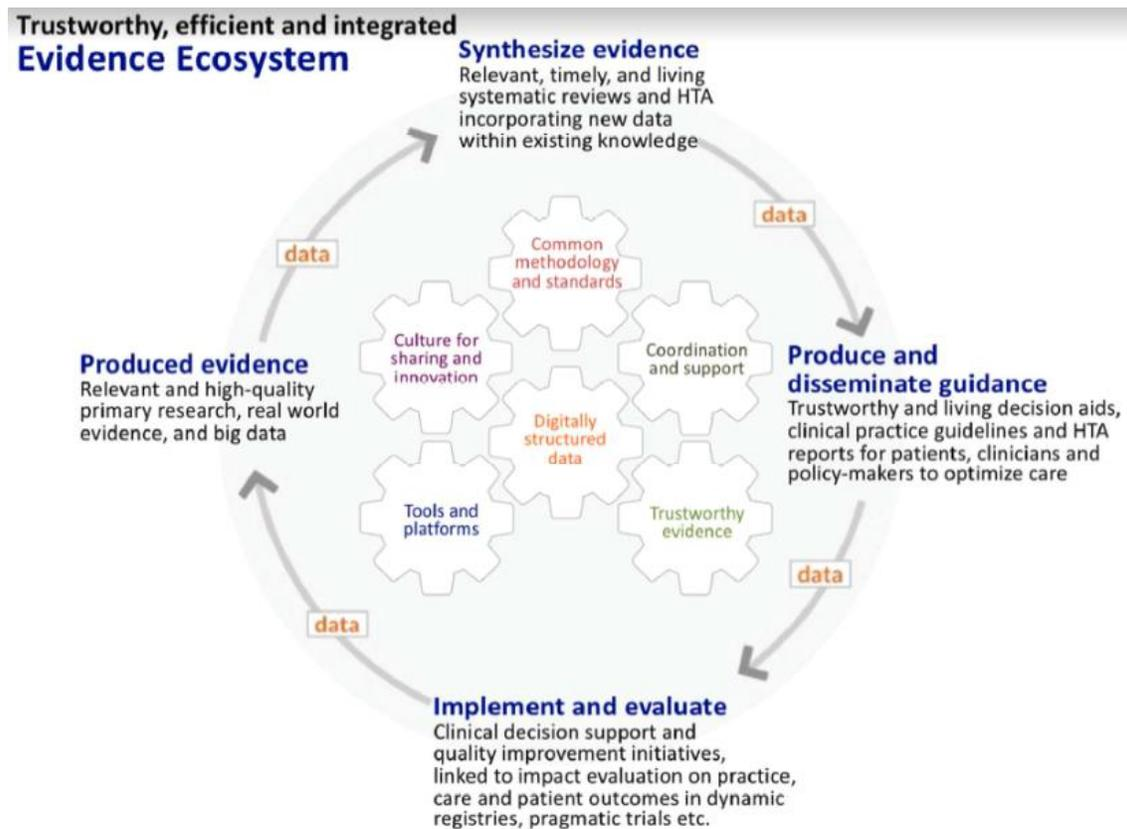 Trustworthy, efficient and integrated
Evidence Ecosystem
Synthesize evidence
Relevant, timely, and living
systematic reviews and HTA
incorporating new data
within existing knowledge
data
data
Common
methodology
and standards
Culture for
sharing and
innovation
Coordination
and support
Produced evidence
Relevant and high-quality
primary research, real world
evidence, and big data
Produce and
disseminate guidance
Trustworthy and living decision aids,
clinical practice guidelines and HTA
reports for patients, clinicians and
policy-makers to optimize care
Digitally
structured
data
Tools and
platforms
Trustworthy
evidence
data
data
Implement and evaluate
Clinical decision support and
quality improvement initiatives,
linked to impact evaluation on practice,
care and patient outcomes in dynamic
registries, pragmatic trials etc.